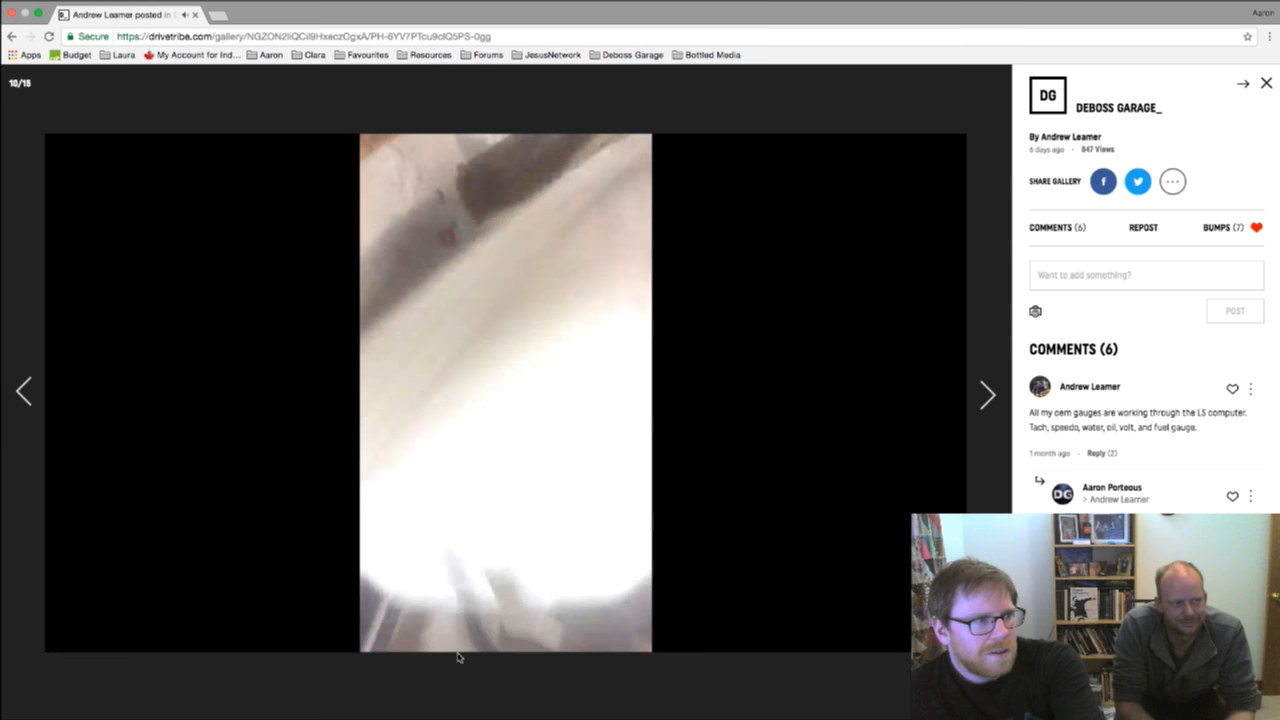 Andrew Leamer posted in
Aaron
Secure
https://drivetribe.com/gallery/NGZON2IiQCiI9HxeczOgxA/PH-6YV7PTcu9clQ5PS-0gg
Apps
Budget
Laura
My Account for Ind...
Aaron
Clara
Favourites
Resources
Forums
JesusNetwork
Deboss Garage
Bottled Media
10/15
DG
DEBOSS GARAGE_
By Andrew Leamer
6 days ago · 847 Views
SHARE GALLERY
COMMENTS (6)
REPOST
BUMPS (7)
Want to add something?
POST
COMMENTS (6)
Andrew Leamer
All my oem gauges are working through the LS computer.
Tach, speedo, water, oil, volt, and fuel gauge.
1 month ago · Reply (2)
DG
Aaron Porteous
> Andrew Leamer